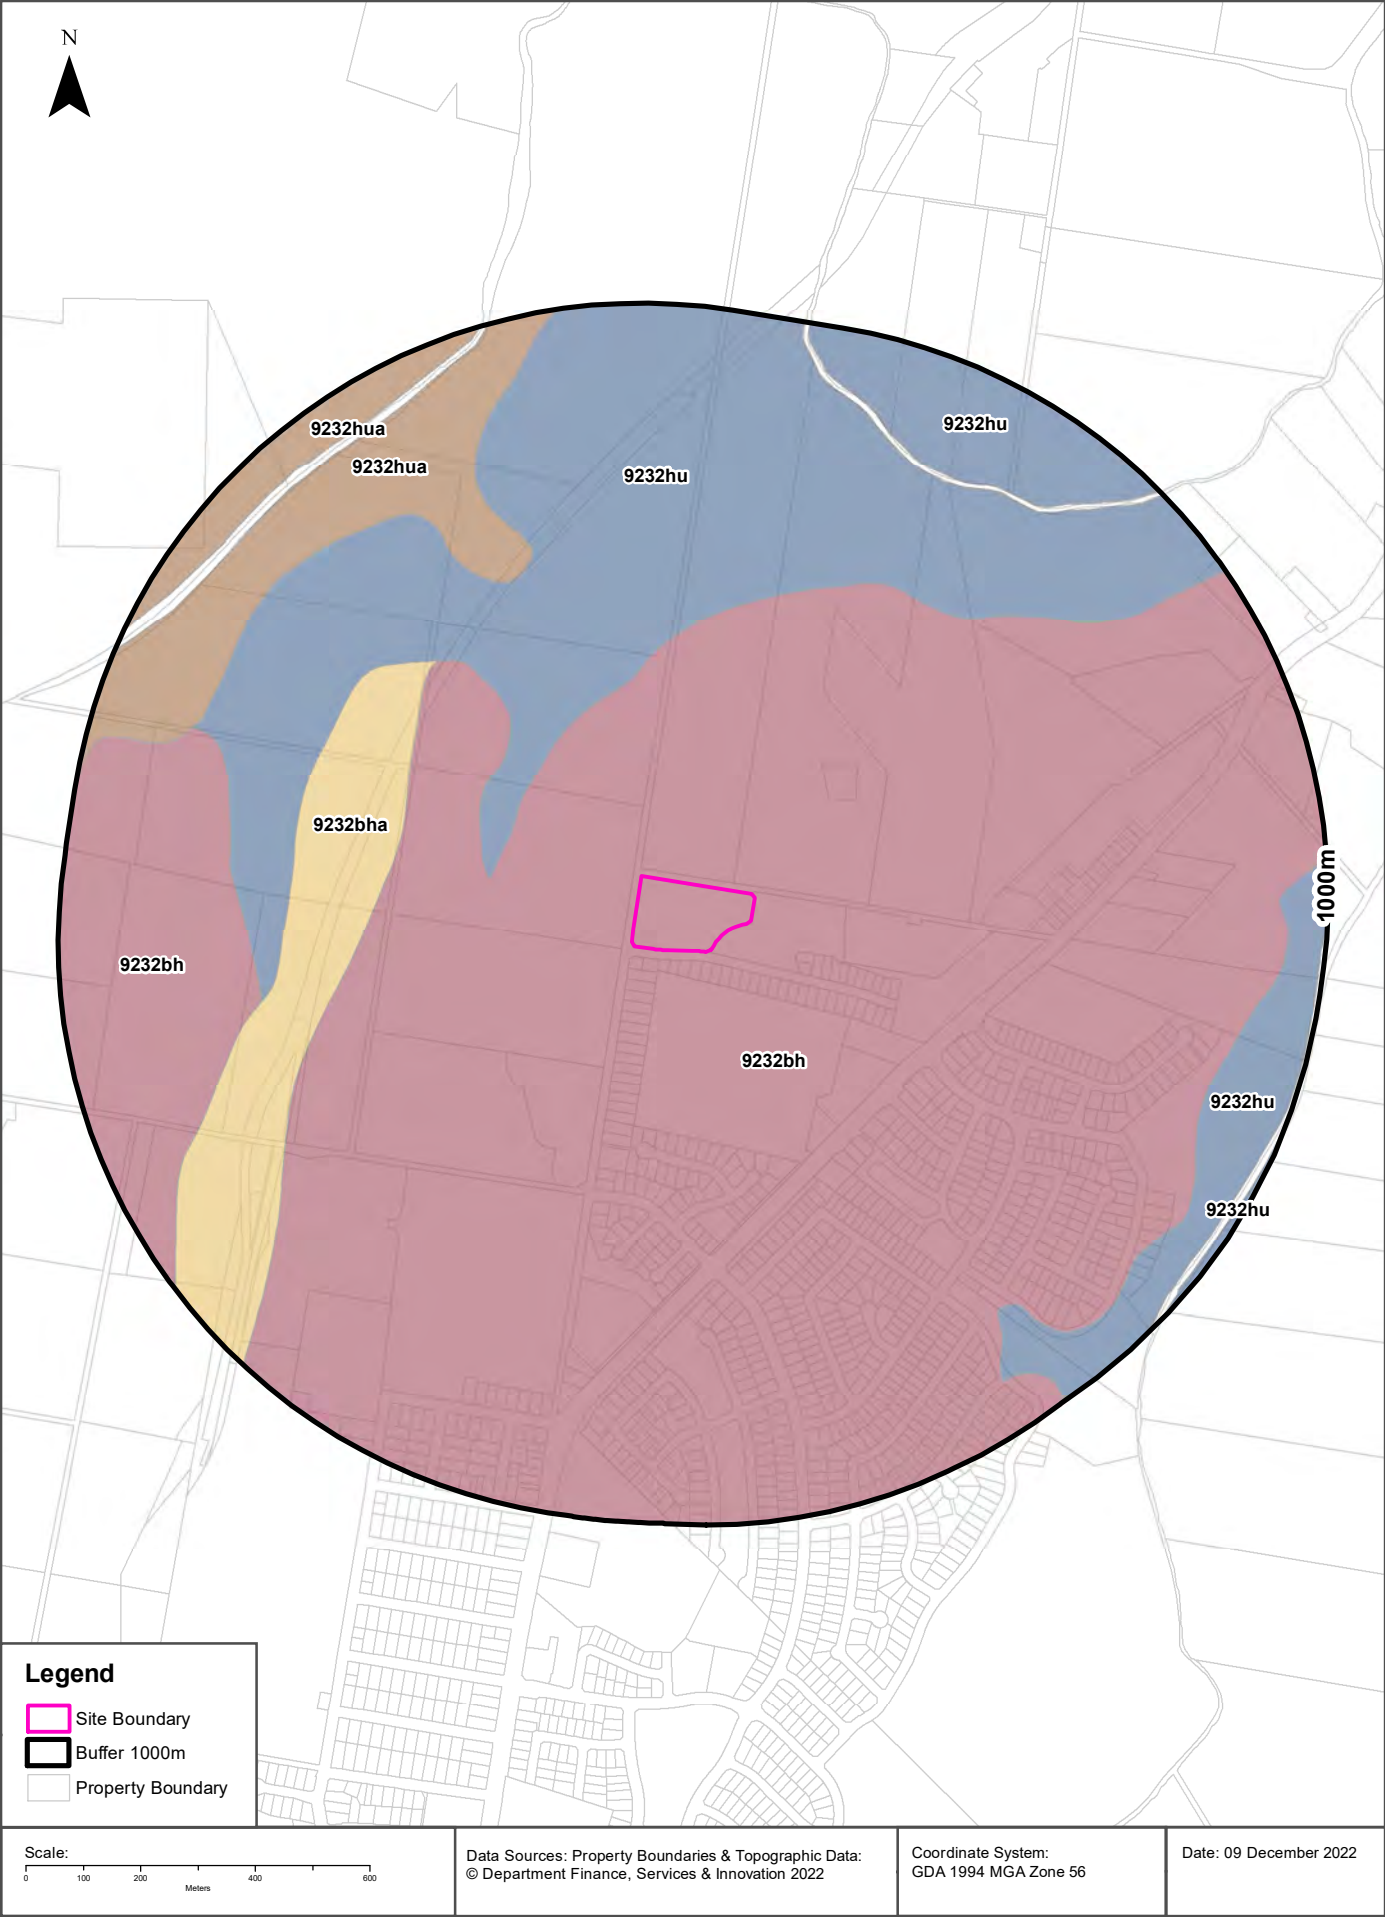 N
9232hua
9232hua
9232hu
9232hu
9232bha
1000m
9232bh
9232bh
9232hu
9232hu
Legend
Site Boundary
Buffer 1000m
Property Boundary
Scale:
0 100 200 400 600
Meters
Data Sources: Property Boundaries & Topographic Data:
© Department Finance, Services & Innovation 2022
Coordinate System:
GDA 1994 MGA Zone 56
Date: 09 December 2022